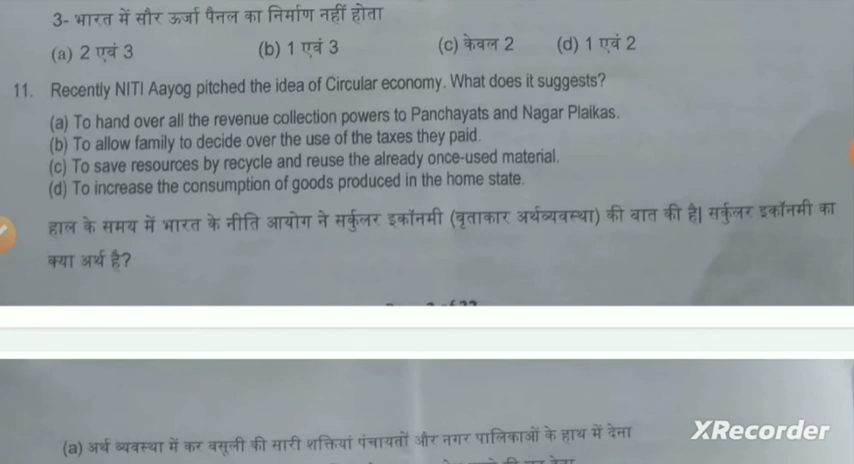 3- भारत में सौर ऊर्जा पैनल का निर्माण नहीं होता
(a) 2 एवं 3 (b) 1 एवं 3 (c) केवल 2 (d) 1 एवं 2
11. Recently NITI Aayog pitched the idea of Circular economy. What does it suggests?
(a) To hand over all the revenue collection powers to Panchayats and Nagar Plaikas.
(b) To allow family to decide over the use of the taxes they paid.
(c) To save resources by recycle and reuse the already once-used material.
(d) To increase the consumption of goods produced in the home state.
हाल के समय में भारत के नीति आयोग ने सर्कुलर इकॉनमी (वृताकार अर्थव्यवस्था) की बात की है| सर्कुलर इकॉनमी का
क्या अर्थ है?
(a) अर्थ व्यवस्था में कर वसूली की सारी शक्तियां पंचायतों और नगर पालिकाओं के हाथ में देना
XRecorder